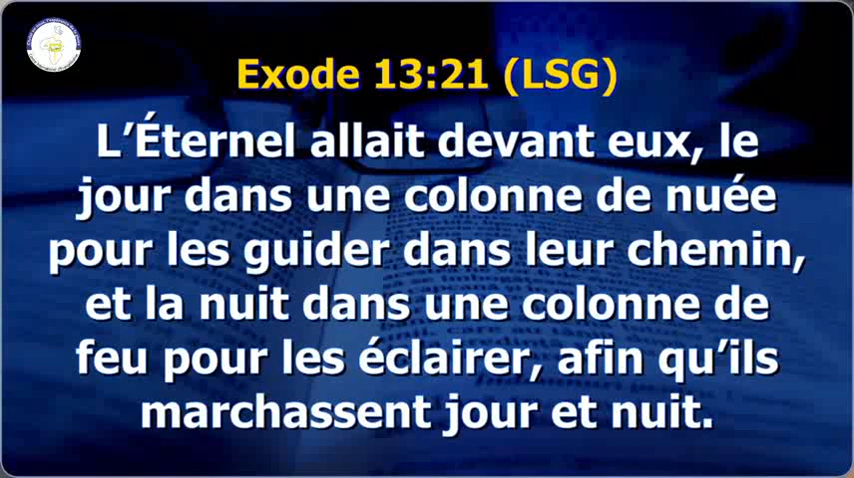 Exode 13:21 (LSG)
L’Éternel allait devant eux, le
jour dans une colonne de nuée
pour les guider dans leur chemin,
et la nuit dans une colonne de
feu pour les éclairer, afin qu’ils
marchassent jour et nuit.